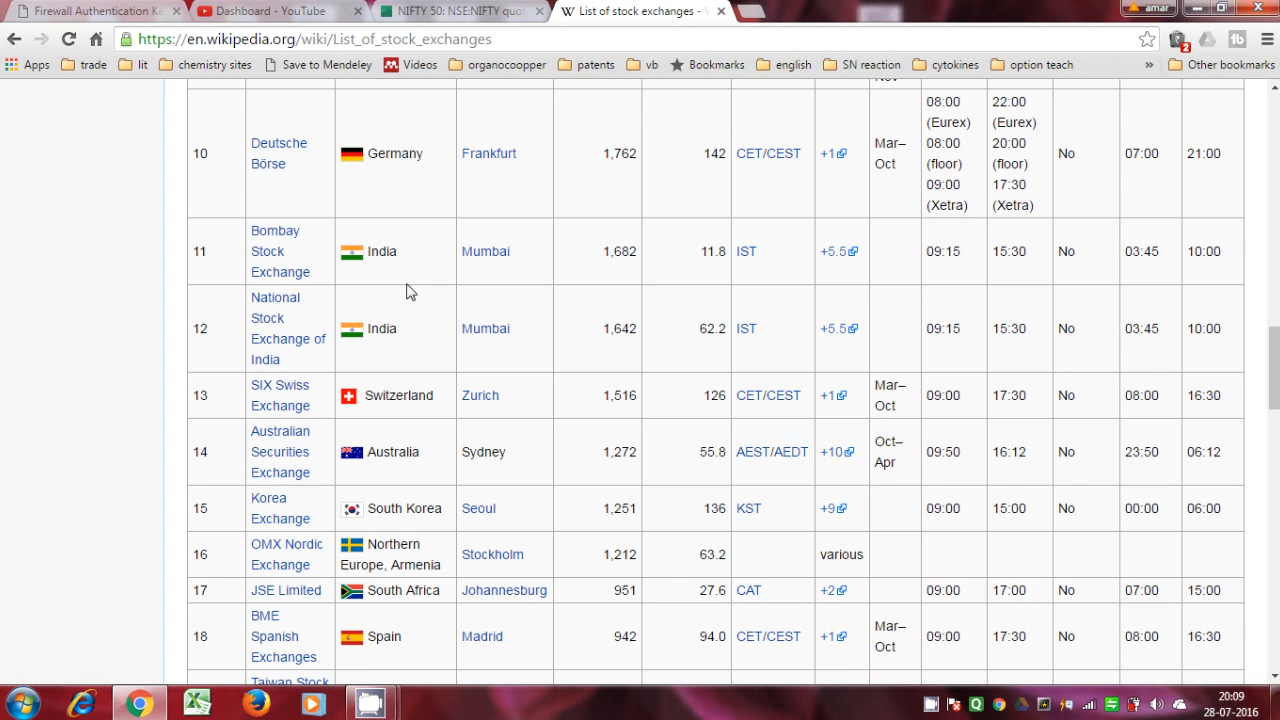 Firewall Authentication Ke
Dashboard - YouTube
NIFTY 50: NSE:NIFTY quo
List of stock exchanges -
amar
https://en.wikipedia.org/wiki/List_of_stock_exchanges
2
Apps trade lit chemistry sites Save to Mendeley Videos organocoopper patents vb Bookmarks english SN reaction cytokines option teach » Other bookmarks
10 Deutsche Börse Germany Frankfurt 1,762 142 CET/CEST +1 Mar–Oct 08:00 (Eurex) 08:00 (floor) 09:00 (Xetra) 22:00 (Eurex) 20:00 (floor) 17:30 (Xetra) No 07:00 21:00
11 Bombay Stock Exchange India Mumbai 1,682 11.8 IST +5.5 09:15 15:30 No 03:45 10:00
12 National Stock Exchange of India India Mumbai 1,642 62.2 IST +5.5 09:15 15:30 No 03:45 10:00
13 SIX Swiss Exchange Switzerland Zurich 1,516 126 CET/CEST +1 Mar–Oct 09:00 17:30 No 08:00 16:30
14 Australian Securities Exchange Australia Sydney 1,272 55.8 AEST/AEDT +10 Oct–Apr 09:50 16:12 No 23:50 06:12
15 Korea Exchange South Korea Seoul 1,251 136 KST +9 09:00 15:00 No 00:00 06:00
16 OMX Nordic Exchange Northern Europe, Armenia Stockholm 1,212 63.2 various
17 JSE Limited South Africa Johannesburg 951 27.6 CAT +2 09:00 17:00 No 07:00 15:00
18 BME Spanish Exchanges Spain Madrid 942 94.0 CET/CEST +1 Mar–Oct 09:00 17:30 No 08:00 16:30
Taiwan Stock
20:09
28-07-2016